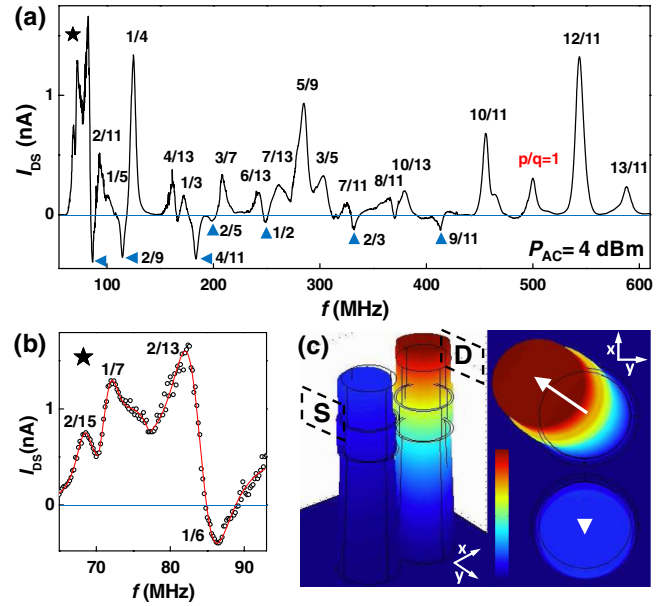 (a)
★
1/4
12/11
5/9
2/11
10/11
4/13
3/7
7/13
3/5
p/q=1
1/5
1/3
6/13
10/13
13/11
7/11
8/11
2/9
4/11
2/5
1/2
2/3
9/11
P_AC = 4 dBm
I_DS (nA)
1
0
100 200 300 400 500 600
f (MHz)
(b)
★
2/13
1/7
2/15
1/6
I_DS (nA)
1
0
70 80 90
f (MHz)
(c)
D
S
x
y
x
y